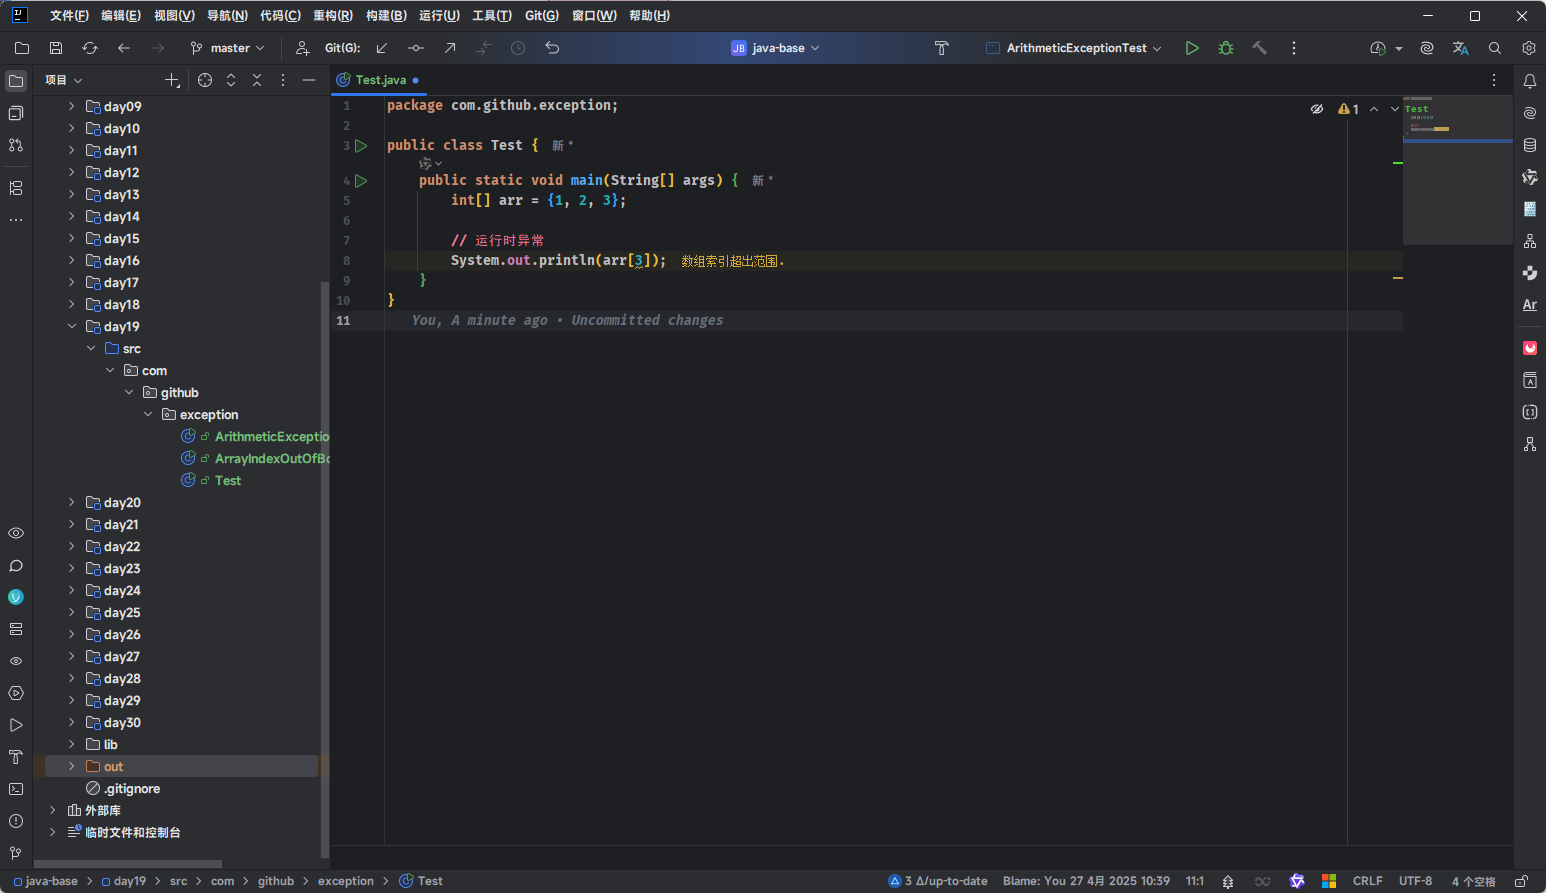 文件(F) 编辑(E) 视图(V) 导航(N) 代码(C) 重构(R) 构建(B) 运行(U) 工具(T) Git(G) 窗口(W) 帮助(H)
master Git(G): JB java-base ArithmeticExceptionTest
项目
Test.java
day09
day10
day11
day12
day13
day14
day15
day16
day17
day18
day19
src
com
github
exception
ArithmeticExceptio
ArrayIndexOutOfBo
Test
day20
day21
day22
day23
day24
day25
day26
day27
day28
day29
day30
lib
out
.gitignore
外部库
临时文件和控制台
1 package com.github.exception;
2
3 public class Test { 新 *
4 public static void main(String[] args) { 新 *
5 int[] arr = {1, 2, 3};
6
7 // 运行时异常
8 System.out.println(arr[3]); 数组索引超出范围.
9 }
10 }
11 You, A minute ago • Uncommitted changes
1
Test
Ar
java-base > day19 > src > com > github > exception > Test
3 Δ/up-to-date Blame: You 27 4月 2025 10:39 11:1 CRLF UTF-8 4 个空格